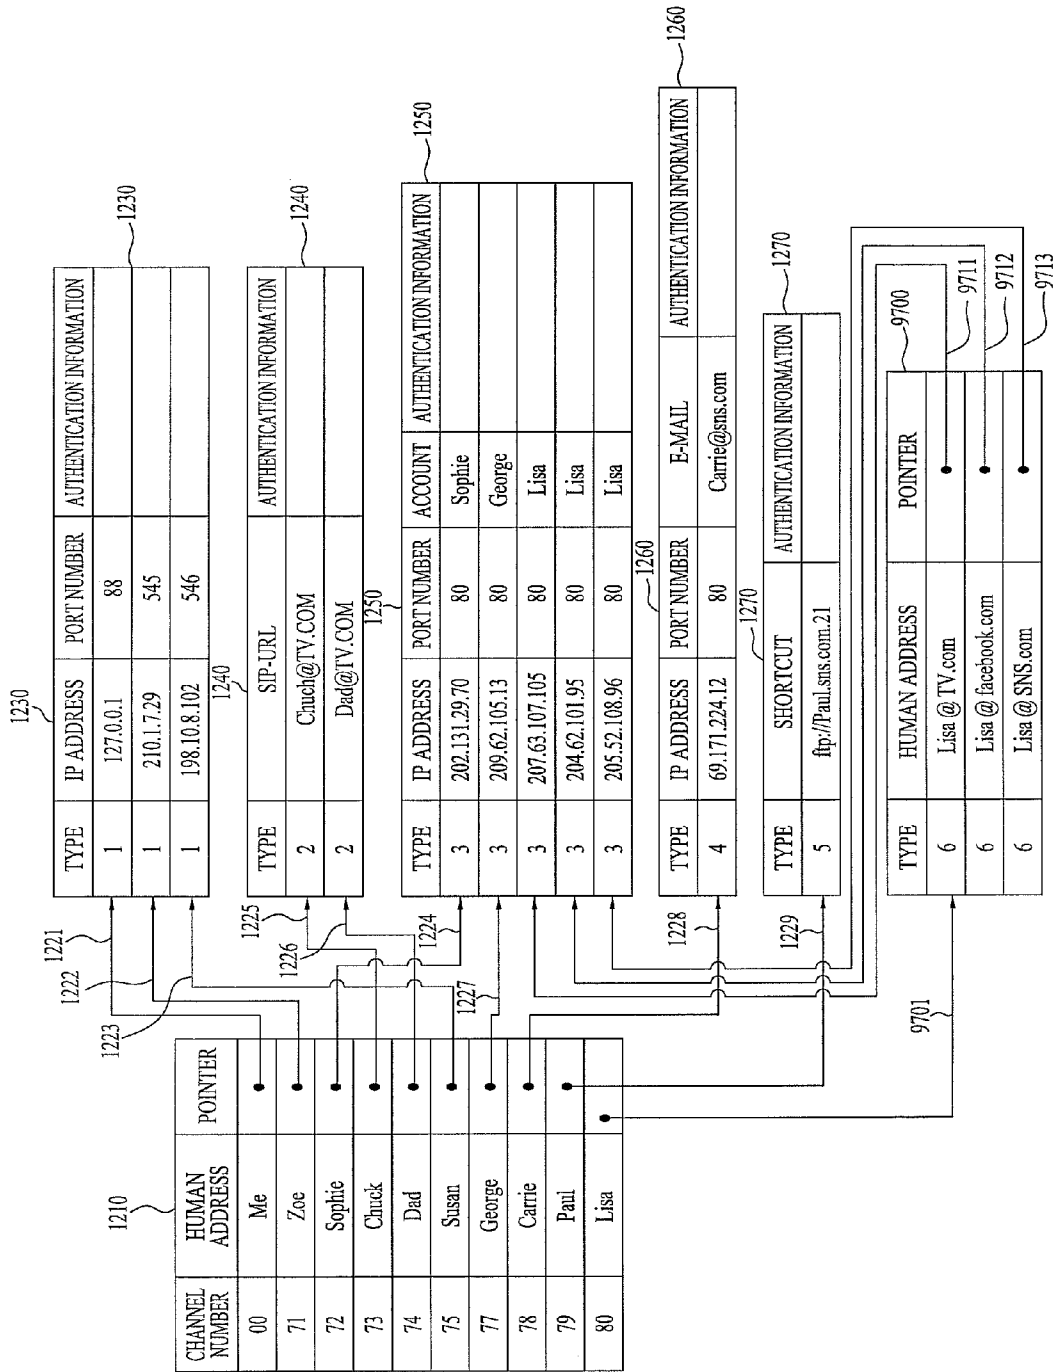 1210
CHANNEL NUMBER HUMAN ADDRESS POINTER
00 Me
71 Zoe
72 Sophie
73 Chuck
74 Dad
75 Susan
77 George
78 Carrie
79 Paul
80 Lisa
1221
1222
1223
1225
1226
1224
1227
1228
1229
9701
1230
1230
TYPE IP ADDRESS PORT NUMBER AUTHENTICATION INFORMATION
1 127.0.0.1 88
1 210.1.7.29 545
1 198.10.8.102 546
1240
1240
TYPE SIP-URL AUTHENTICATION INFORMATION
2 Chuch@TV.COM
2 Dad@TV.COM
1250
1250
TYPE IP ADDRESS PORT NUMBER ACCOUNT AUTHENTICATION INFORMATION
3 202.131.29.70 80 Sophie
3 209.62.105.13 80 George
3 207.63.107.105 80 Lisa
3 204.62.101.95 80 Lisa
3 205.52.108.96 80 Lisa
1260
1260
TYPE IP ADDRESS PORT NUMBER E-MAIL AUTHENTICATION INFORMATION
4 69.171.224.12 80 Carrie@sns.com
1270
1270
TYPE SHORTCUT AUTHENTICATION INFORMATION
5 ftp://Paul.sns.com.21
9700
TYPE HUMAN ADDRESS POINTER
6 Lisa @ TV.com
6 Lisa @ facebook.com
6 Lisa @ SNS.com
9711
9712
9713